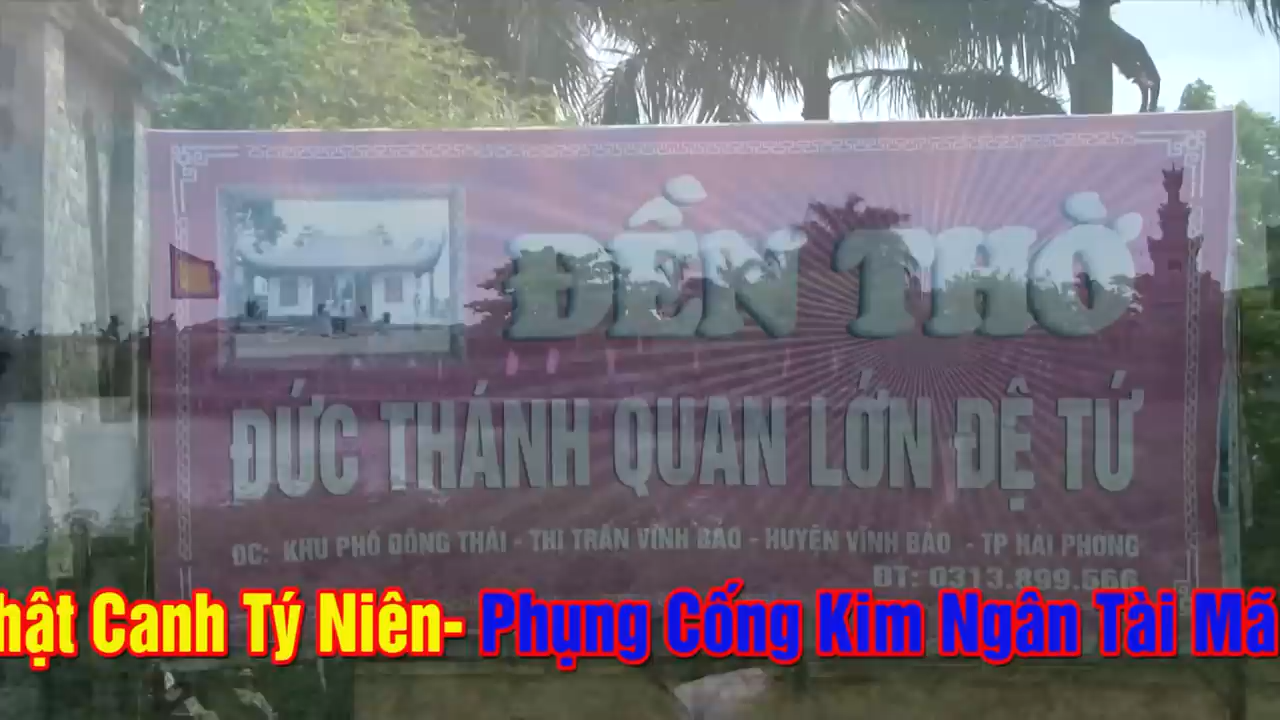 ĐỀN THỜ
ĐỨC THÁNH QUAN LỚN ĐỆ TỨ
ĐC: KHU PHỐ ĐÔNG THÁI - THỊ TRẤN VĨNH BẢO - HUYỆN VĨNH BẢO - TP HẢI PHÒNG
ĐT: 0313.899.666
hật Canh Tý Niên- Phụng Cống Kim Ngân Tài Mã